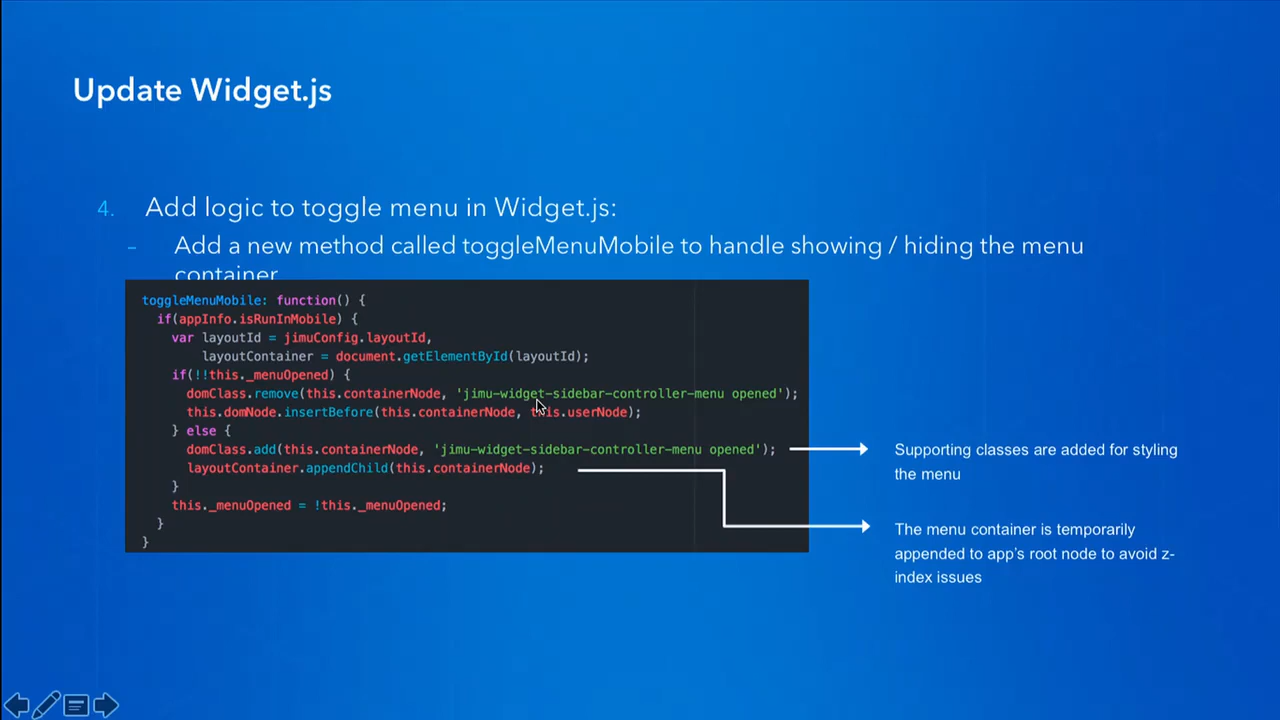 Update Widget.js
4. Add logic to toggle menu in Widget.js:
– Add a new method called toggleMenuMobile to handle showing / hiding the menu
container
toggleMenuMobile: function() {
if(appInfo.isRunInMobile) {
var layoutId = jimuConfig.layoutId,
layoutContainer = document.getElementById(layoutId);
if(!!this._menuOpened) {
domClass.remove(this.containerNode, 'jimu-widget-sidebar-controller-menu opened');
this.domNode.insertBefore(this.containerNode, this.userNode);
} else {
domClass.add(this.containerNode, 'jimu-widget-sidebar-controller-menu opened');
layoutContainer.appendChild(this.containerNode);
}
this._menuOpened = !this._menuOpened;
}
}
Supporting classes are added for styling
the menu
The menu container is temporarily
appended to app's root node to avoid z-
index issues